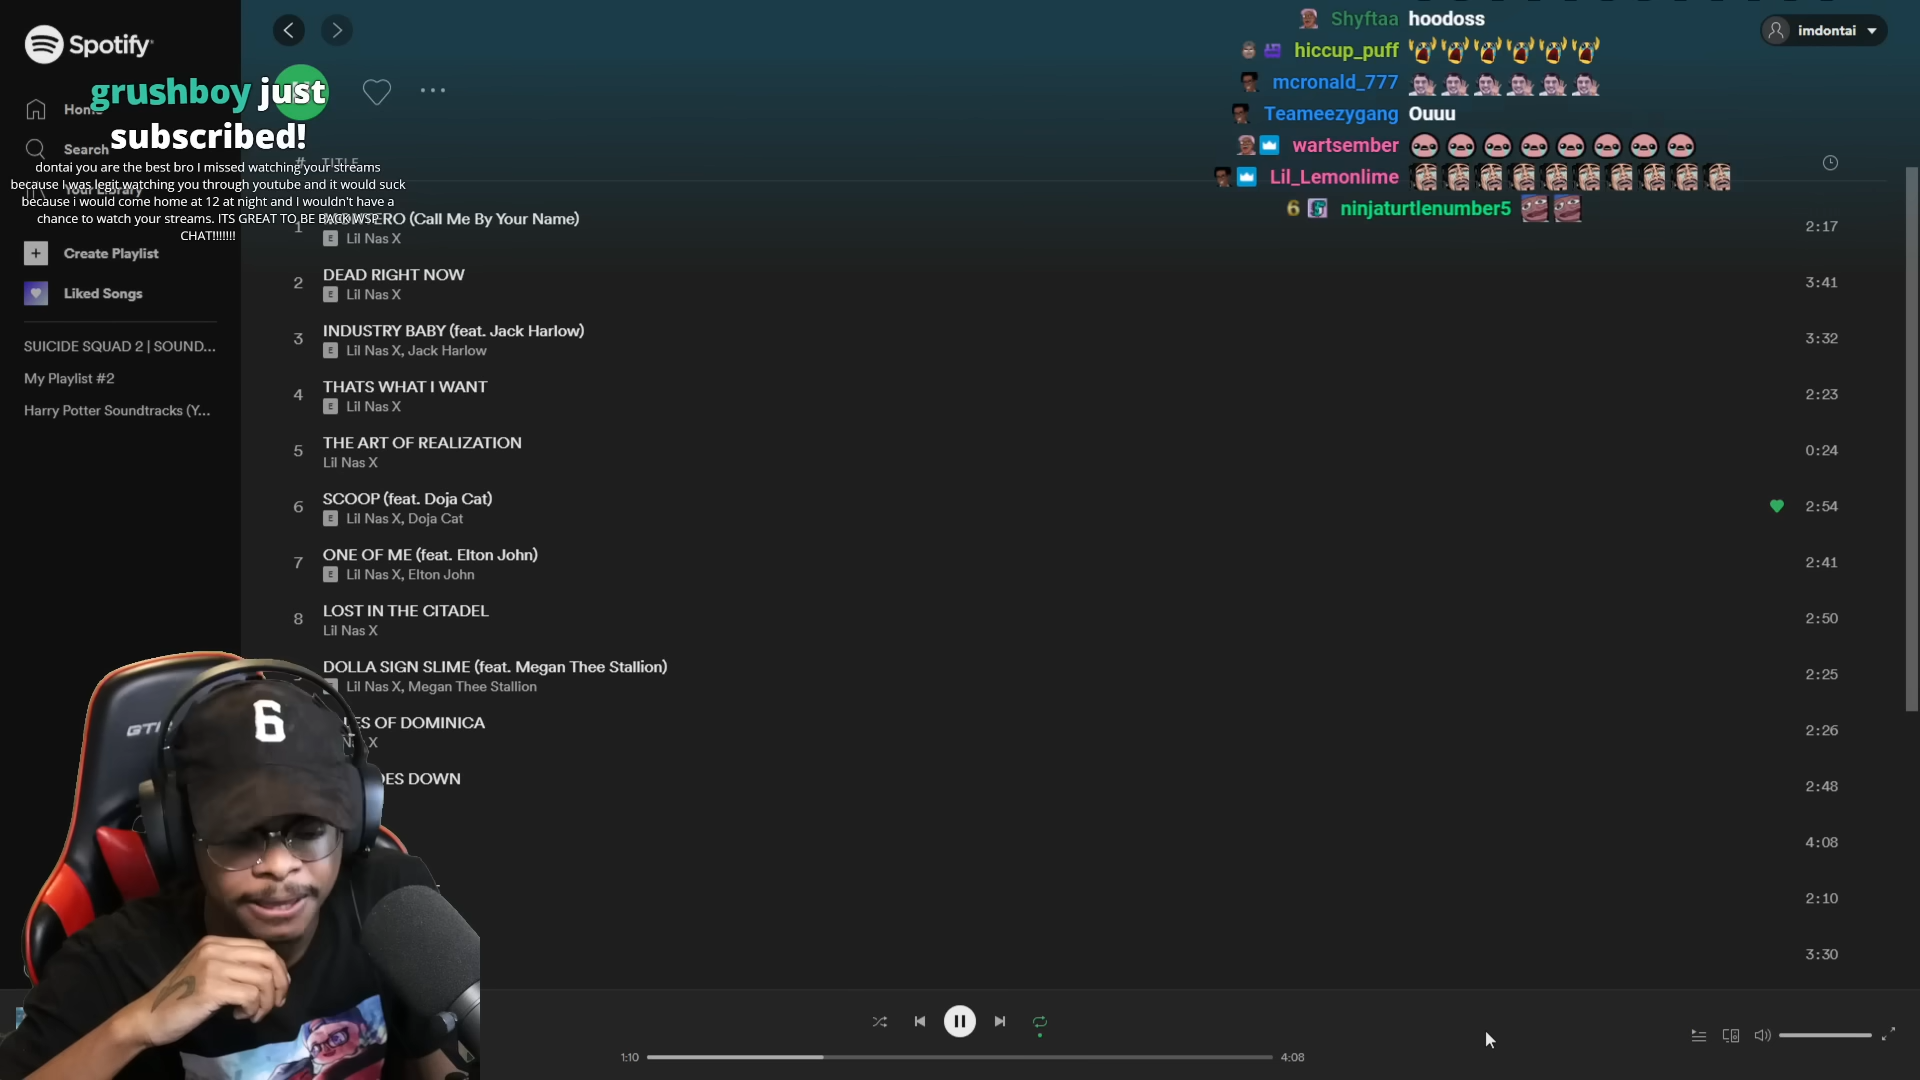 Spotify
imdontai
grushboy just
subscribed!
dontai you are the best bro I missed watching your streams
because I was legit watching you through youtube and it would suck
because i would come home at 12 at night and I wouldn't have a
chance to watch your streams. ITS GREAT TO BE BACK WSP
CHAT!!!!!!!
Home
Search
Your Library
Create Playlist
Liked Songs
SUICIDE SQUAD 2 | SOUND...
My Playlist #2
Harry Potter Soundtracks (Y...
Shyftaa hoodoss
hiccup_puff
mcronald_777
Teameezygang Ouuu
wartsember
Lil_Lemonlime
6 ninjaturtlenumber5
# TITLE
1 (Call Me By Your Name) 2:17
E Lil Nas X
2 DEAD RIGHT NOW 3:41
E Lil Nas X
3 INDUSTRY BABY (feat. Jack Harlow) 3:32
E Lil Nas X, Jack Harlow
4 THATS WHAT I WANT 2:23
E Lil Nas X
5 THE ART OF REALIZATION 0:24
Lil Nas X
6 SCOOP (feat. Doja Cat) 2:54
E Lil Nas X, Doja Cat
7 ONE OF ME (feat. Elton John) 2:41
E Lil Nas X, Elton John
8 LOST IN THE CITADEL 2:50
Lil Nas X
DOLLA SIGN SLIME (feat. Megan Thee Stallion) 2:25
E Lil Nas X, Megan Thee Stallion
OF DOMINICA 2:26
X
DOWN 2:48
4:08
2:10
3:30
6
1:10
4:08